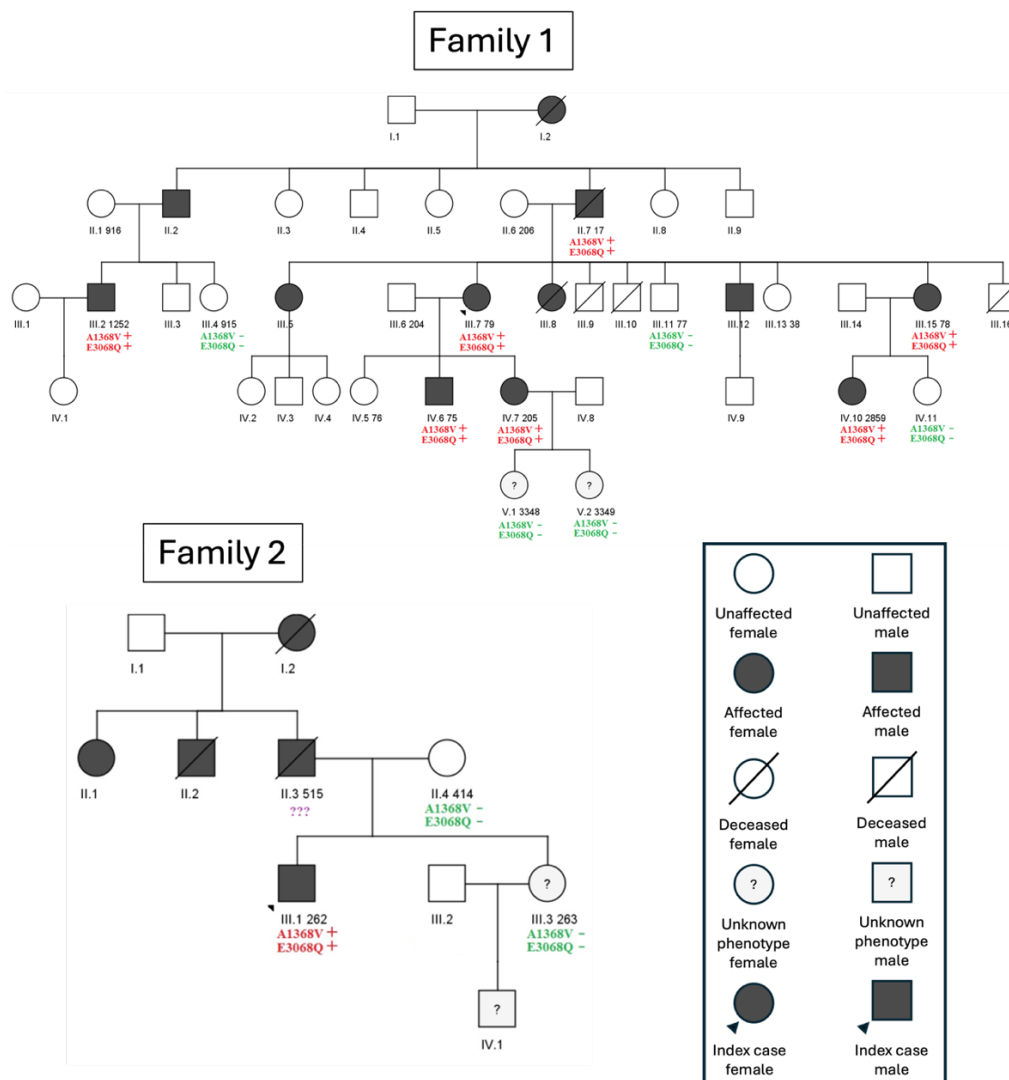 Family 1
I.1
I.2
II.1 916
II.2
II.3
II.4
II.5
II.6 206
II.7 17
II.8
II.9
A1368V +
E3068Q +
III.1
III.2 1252
III.3
III.4 915
III.5
III.6 204
III.7 79
III.8
III.9
III.10
III.11 77
III.12
III.13 38
III.14
III.15 78
III.16
A1368V +
E3068Q +
A1368V -
E3068Q -
A1368V +
E3068Q +
A1368V -
E3068Q -
A1368V +
E3068Q +
IV.1
IV.2
IV.3
IV.4
IV.5 76
IV.6 75
IV.7 205
IV.8
IV.9
IV.10 2859
IV.11
A1368V +
E3068Q +
A1368V +
E3068Q +
A1368V +
E3068Q +
A1368V -
E3068Q -
?
?
V.1 3348
V.2 3349
A1368V -
E3068Q -
A1368V -
E3068Q -
Family 2
I.1
I.2
II.1
II.2
II.3 515
???
II.4 414
A1368V -
E3068Q -
?
III.1 262
A1368V +
E3068Q +
III.2
III.3 263
A1368V -
E3068Q -
?
IV.1
Unaffected
female
Unaffected
male
Affected
female
Affected
male
Deceased
female
Deceased
male
?
?
Unknown
phenotype
female
Unknown
phenotype
male
Index case
female
Index case
male